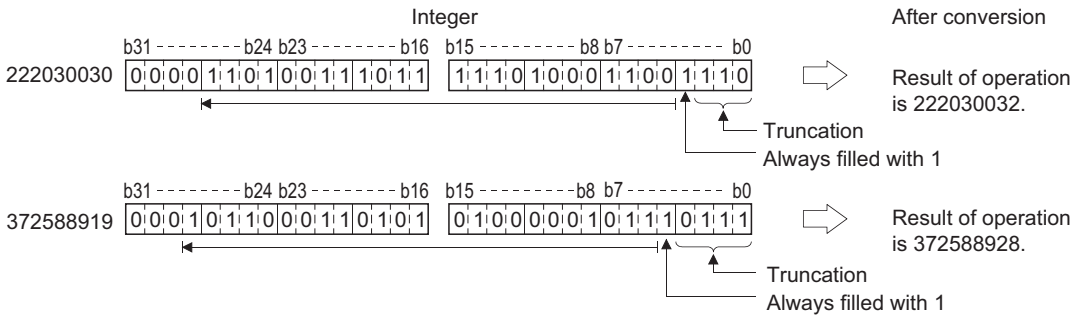 Integer After conversion
b31 - - - - - - - - - b24 b23 - - - - - - - - - b16 b15 - - - - - - - - - b8 b7 - - - - - - - - - b0
222030030 0 0 0 0 1 1 0 1 0 0 1 1 1 0 1 1 1 1 1 0 1 0 0 0 1 1 0 0 1 1 1 0 Result of operation
is 222030032.
Truncation
Always filled with 1
b31 - - - - - - - - - b24 b23 - - - - - - - - - b16 b15 - - - - - - - - - b8 b7 - - - - - - - - - b0
372588919 0 0 0 1 0 1 1 0 0 0 1 1 0 1 0 1 0 1 0 0 0 0 0 1 0 1 1 1 0 1 1 1 Result of operation
is 372588928.
Truncation
Always filled with 1